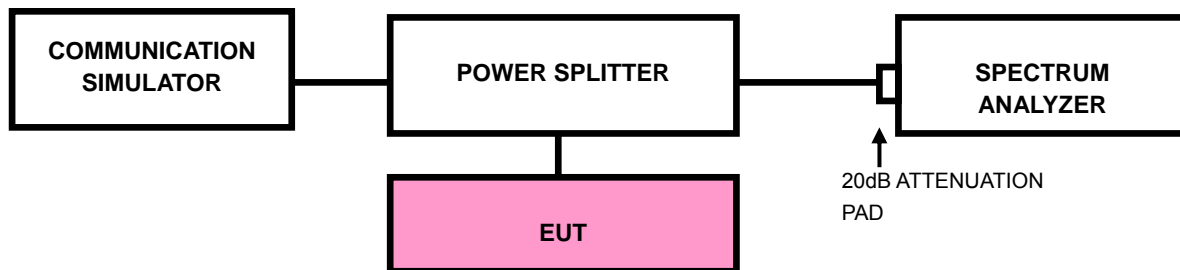 COMMUNICATION
SIMULATOR
POWER SPLITTER
SPECTRUM
ANALYZER
20dB ATTENUATION
PAD
EUT